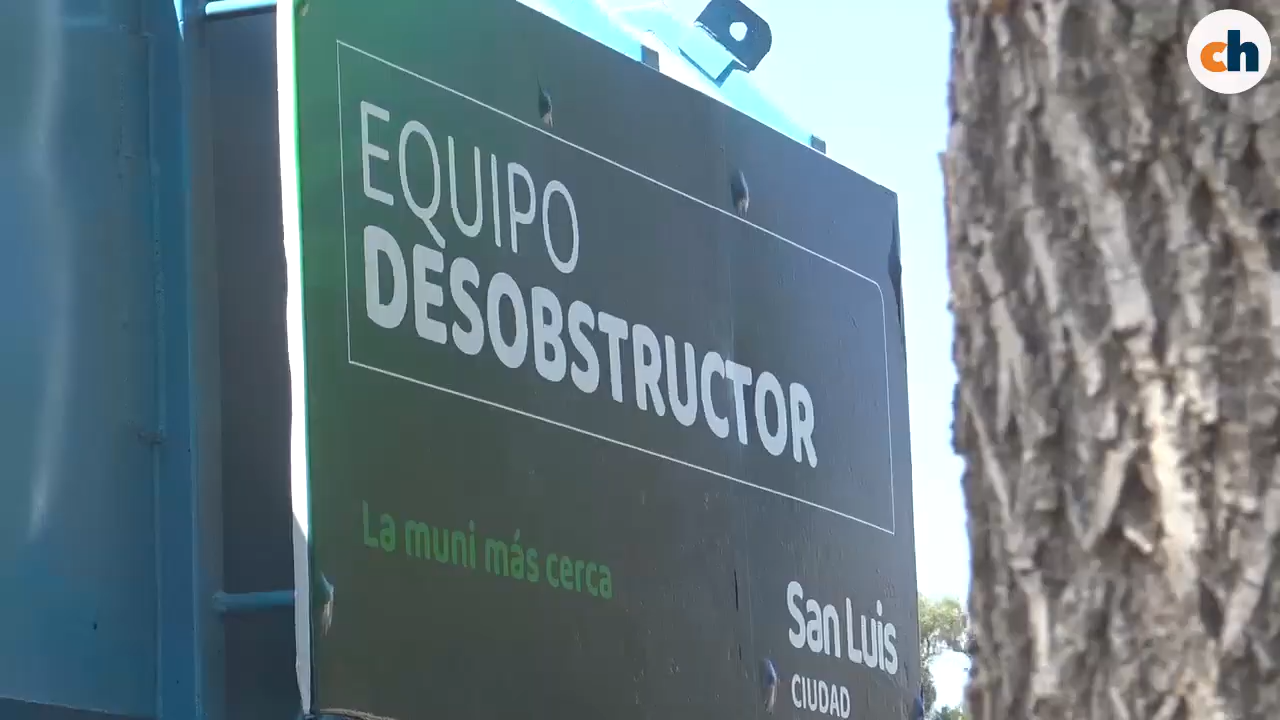 ch
EQUIPO
DESOBSTRUCTOR
La muni más cerca
San Luis
CIUDAD